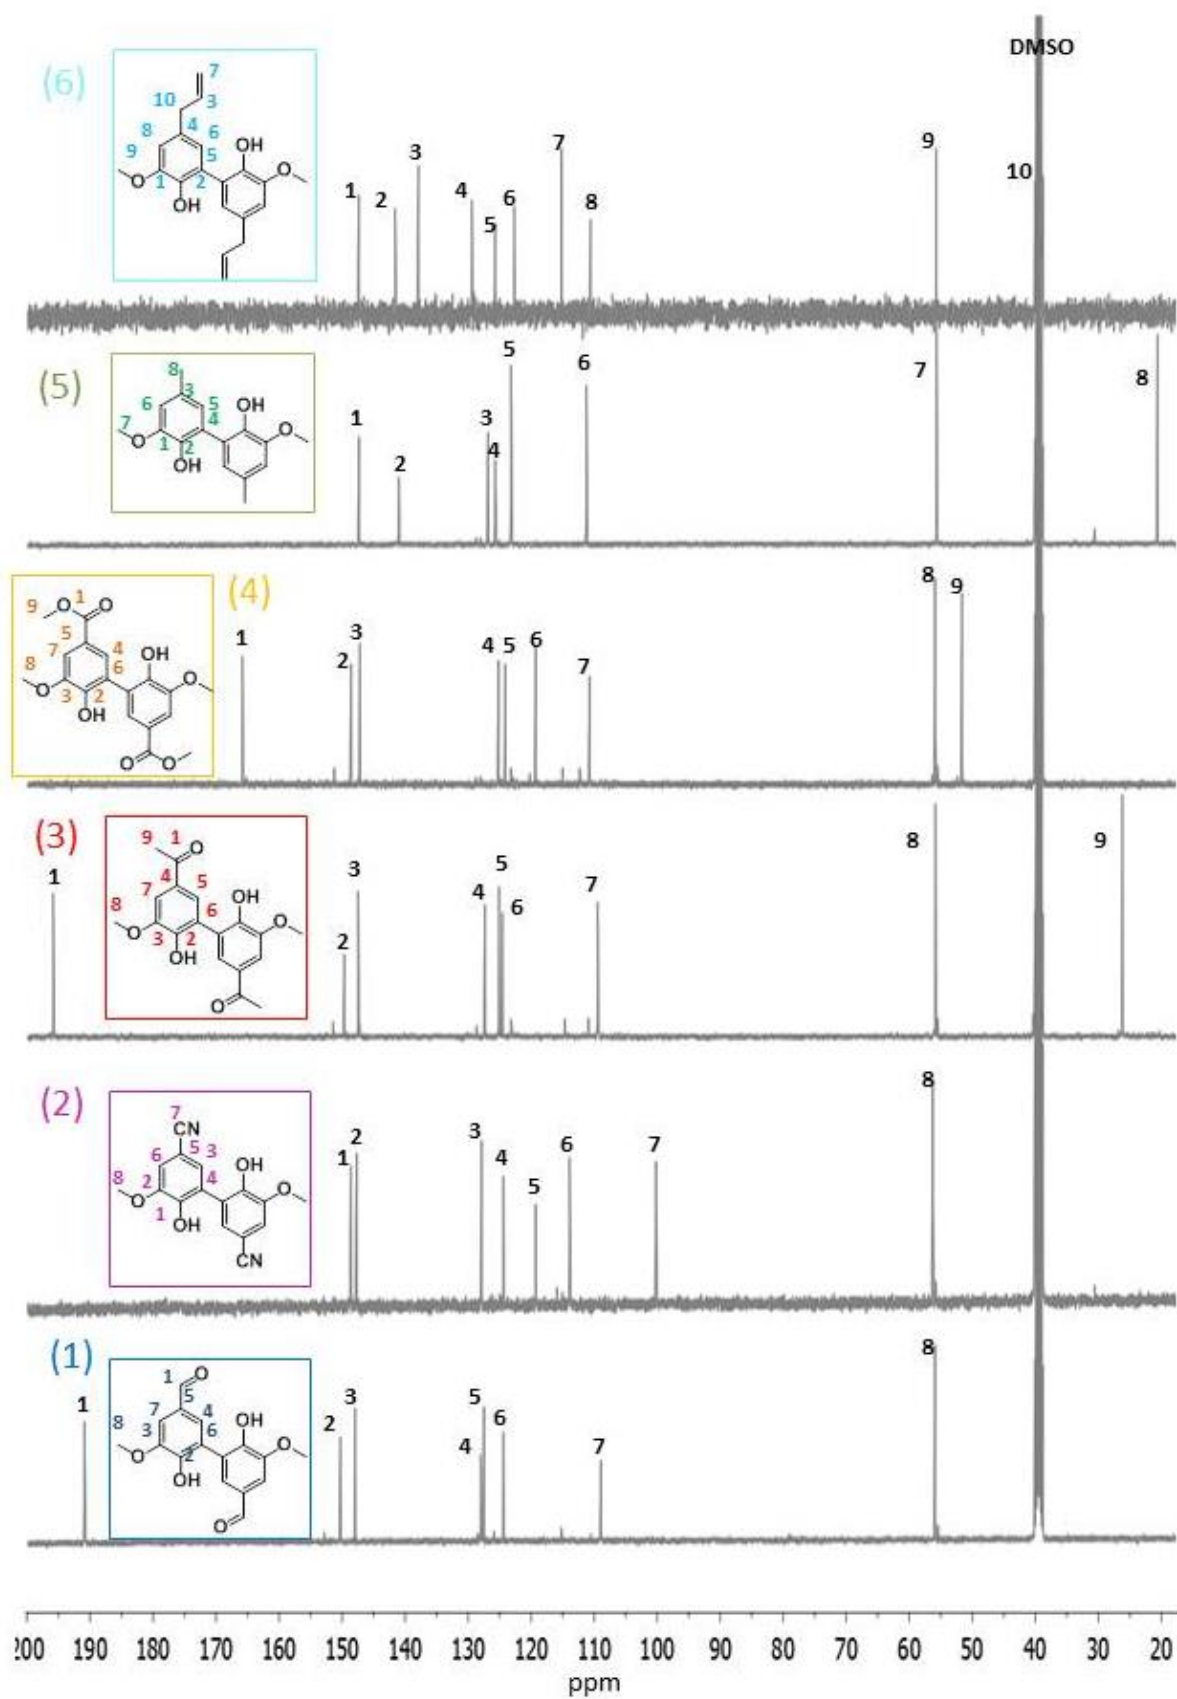 DMSO
(6)
7
10 3
8 4 6
OH
9 5
O 1 2 O
OH
1 2 3 4 5 6 7 8 9 10
(5)
8
3
6 5 OH
7 4
O 1 2 O
OH
1 2 3 4 5 6 7 8
(4)
9 O 1 O
5
7 4 OH
8 6
O 3 2 O
OH
O O
1 2 3 4 5 6 7 8 9
(3)
9 1 O
4
7 5 OH
8 6
O 3 2 O
OH
O
1 2 3 4 5 6 7 8 9
(2)
7
CN
6 5 3
OH
8 2 4
O 1 O
OH
CN
1 2 3 4 5 6 7 8
(1)
1 O
5
7 4 OH
8 3 6
O 2 O
OH
O
1 2 3 4 5 6 7 8
200 190 180 170 160 150 140 130 120 110 100 90 80 70 60 50 40 30 20
ppm